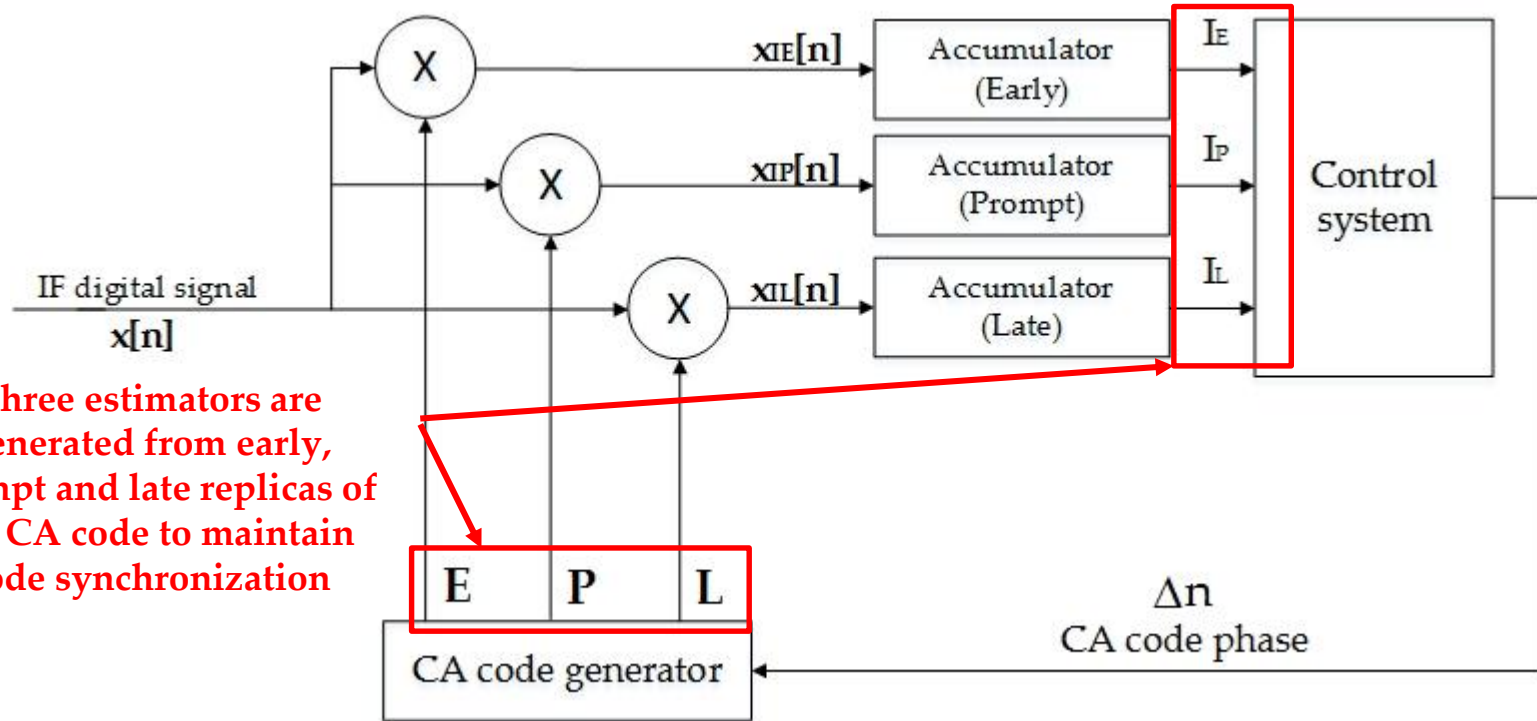 X
xIE[n]
Accumulator
(Early)
IE
X
xIP[n]
Accumulator
(Prompt)
IP
Control
system
IF digital signal
x[n]
X
xIL[n]
Accumulator
(Late)
IL
hree estimators are
enerated from early,
mpt and late replicas of
CA code to maintain
ode synchronization
E P L
CA code generator
Δn
CA code phase